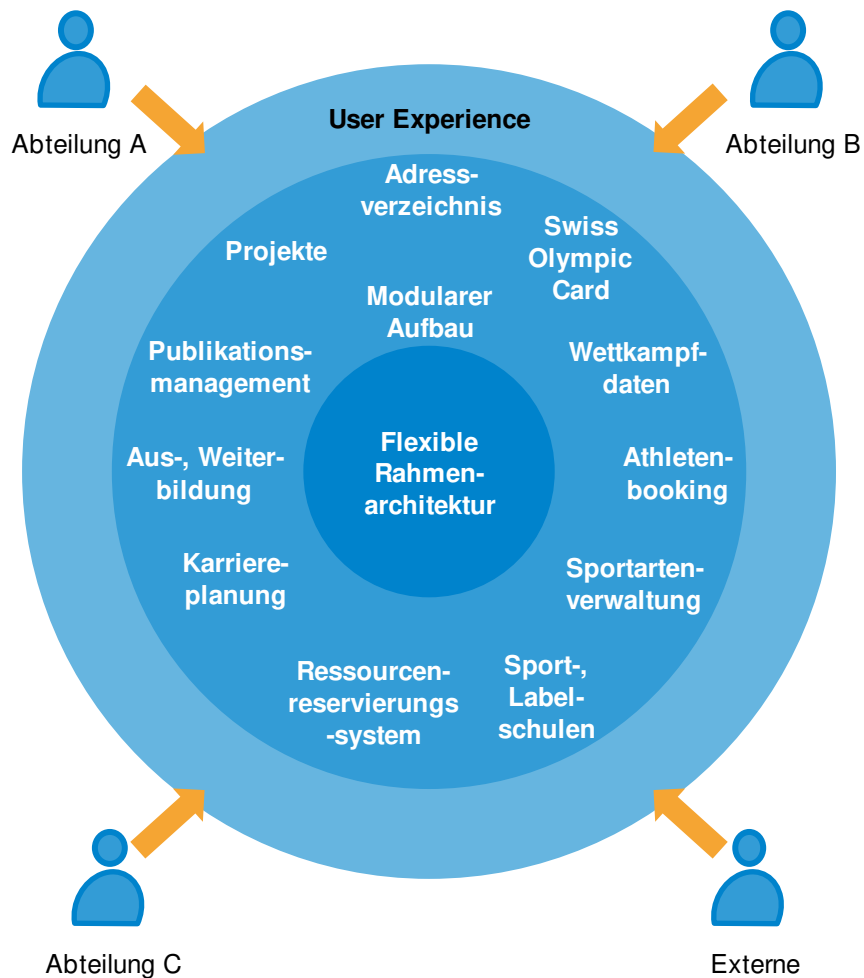 User Experience
Abteilung A
Abteilung B
Adress-
verzeichnis
Swiss
Olympic
Card
Projekte
Modularer
Aufbau
Publikations-
management
Wettkampf-
daten
Flexible
Rahmen-
architektur
Aus-, Weiter-
bildung
Athleten-
booking
Karriere-
planung
Sportarten-
verwaltung
Ressourcen-
reservierungs
-system
Sport-,
Label-
schulen
Abteilung C
Externe